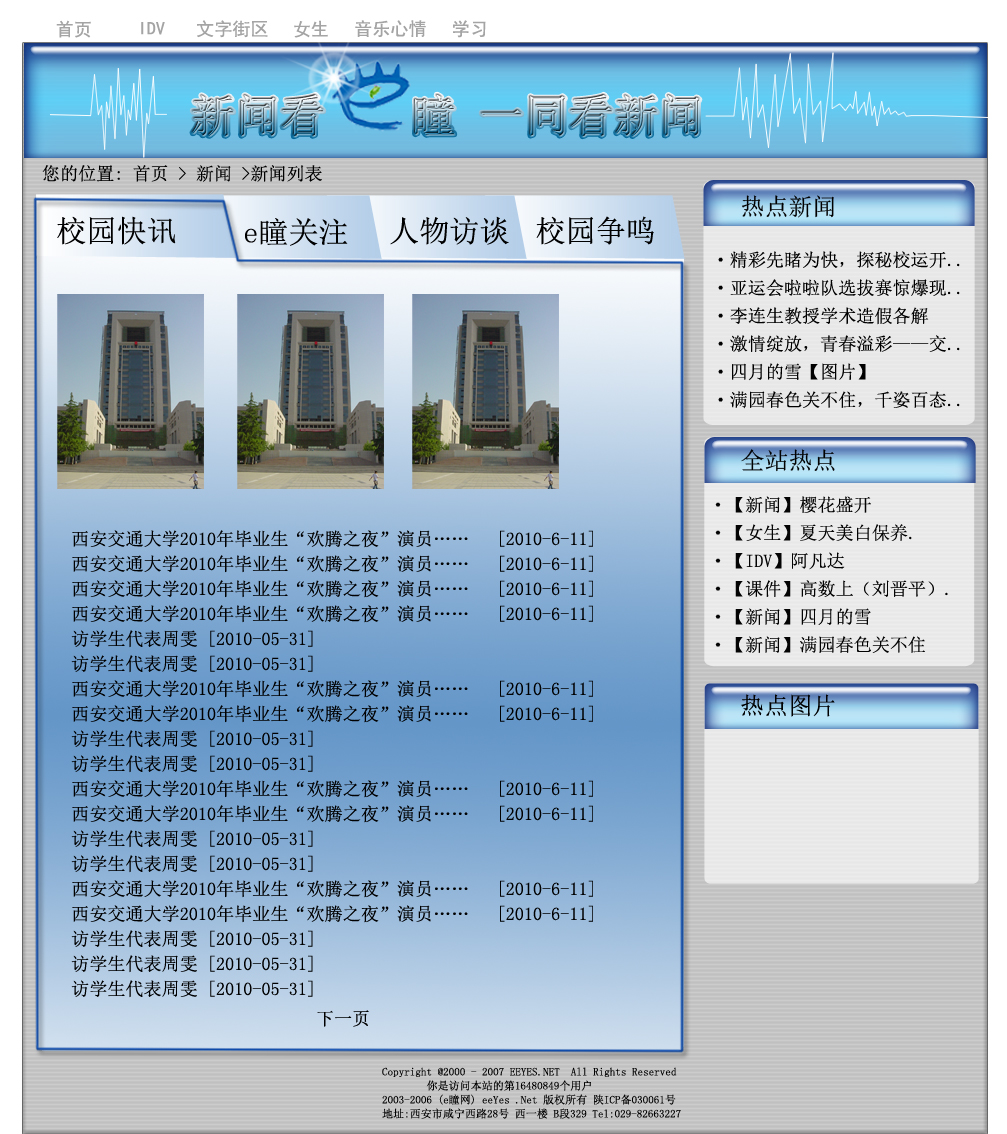 首页 IDV 文字街区 女生 音乐心情 学习
新闻看e瞳 一同看新闻
您的位置: 首页 > 新闻 >新闻列表
校园快讯 e瞳关注 人物访谈 校园争鸣
西安交通大学2010年毕业生“欢腾之夜”演员…… [2010-6-11]
西安交通大学2010年毕业生“欢腾之夜”演员…… [2010-6-11]
西安交通大学2010年毕业生“欢腾之夜”演员…… [2010-6-11]
西安交通大学2010年毕业生“欢腾之夜”演员…… [2010-6-11]
访学生代表周雯 [2010-05-31]
访学生代表周雯 [2010-05-31]
西安交通大学2010年毕业生“欢腾之夜”演员…… [2010-6-11]
西安交通大学2010年毕业生“欢腾之夜”演员…… [2010-6-11]
访学生代表周雯 [2010-05-31]
访学生代表周雯 [2010-05-31]
西安交通大学2010年毕业生“欢腾之夜”演员…… [2010-6-11]
西安交通大学2010年毕业生“欢腾之夜”演员…… [2010-6-11]
访学生代表周雯 [2010-05-31]
访学生代表周雯 [2010-05-31]
西安交通大学2010年毕业生“欢腾之夜”演员…… [2010-6-11]
西安交通大学2010年毕业生“欢腾之夜”演员…… [2010-6-11]
访学生代表周雯 [2010-05-31]
访学生代表周雯 [2010-05-31]
访学生代表周雯 [2010-05-31]
下一页
热点新闻
·精彩先睹为快，探秘校运开..
·亚运会啦啦队选拔赛惊爆现..
·李连生教授学术造假各解
·激情绽放，青春溢彩——交..
·四月的雪【图片】
·满园春色关不住，千姿百态..
全站热点
·【新闻】樱花盛开
·【女生】夏天美白保养.
·【IDV】阿凡达
·【课件】高数上（刘晋平）.
·【新闻】四月的雪
·【新闻】满园春色关不住
热点图片
Copyright @2000 - 2007 EEYES.NET All Rights Reserved
你是访问本站的第16480849个用户
2003-2006 (e瞳网) eeYes .Net 版权所有 陕ICP备030061号
地址:西安市咸宁西路28号 西一楼 B段329 Tel:029-82663227